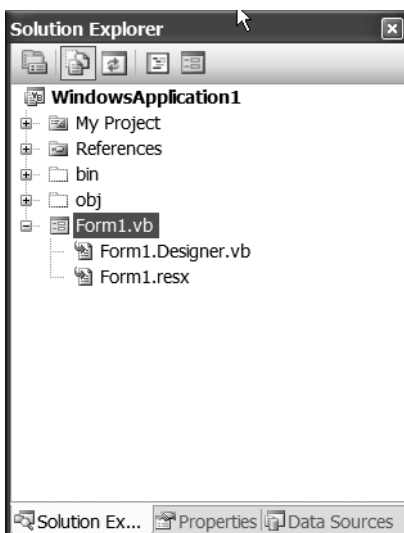 Solution Explorer
WindowsApplication1
My Project
References
bin
obj
Form1.vb
Form1.Designer.vb
Form1.resx
Solution Ex... Properties Data Sources